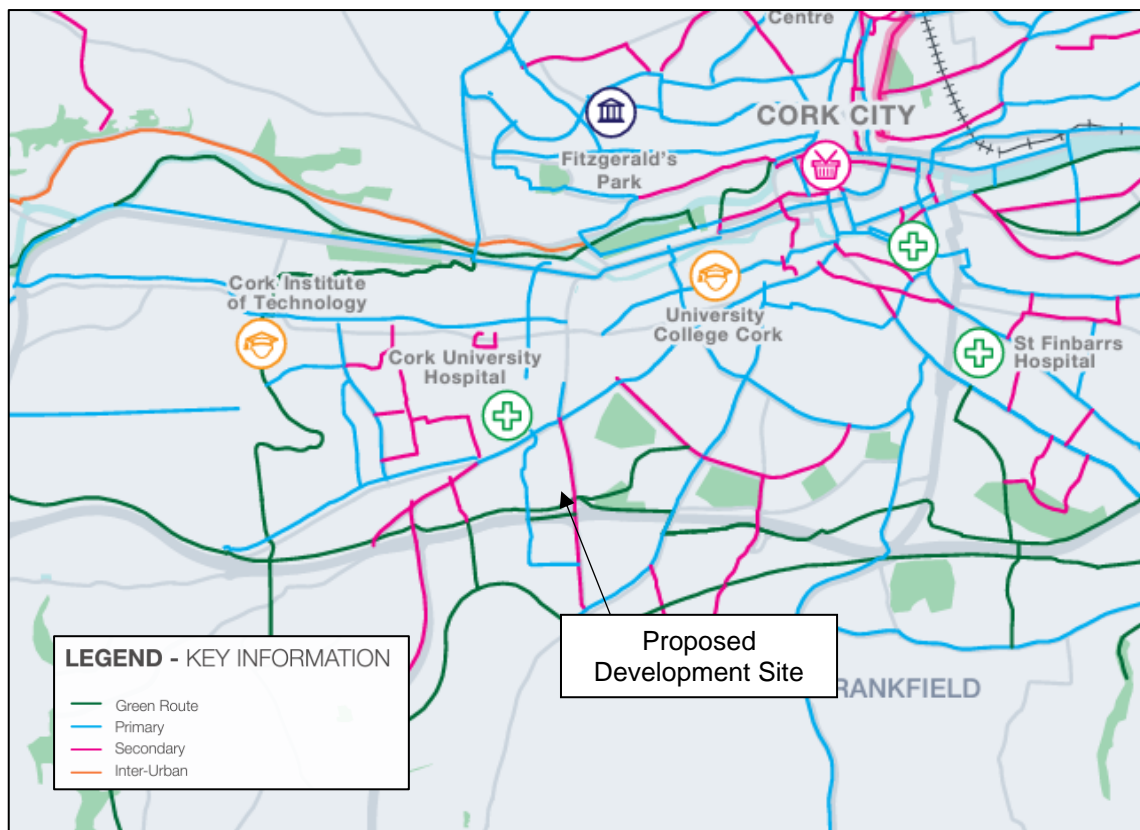 Centre
CORK CITY
Fitzgerald's
Park
Cork Institute
of Technology
University
College Cork
Cork University
Hospital
St Finbarrs
Hospital
Proposed
Development Site
RANKFIELD
LEGEND - KEY INFORMATION
Green Route
Primary
Secondary
Inter-Urban